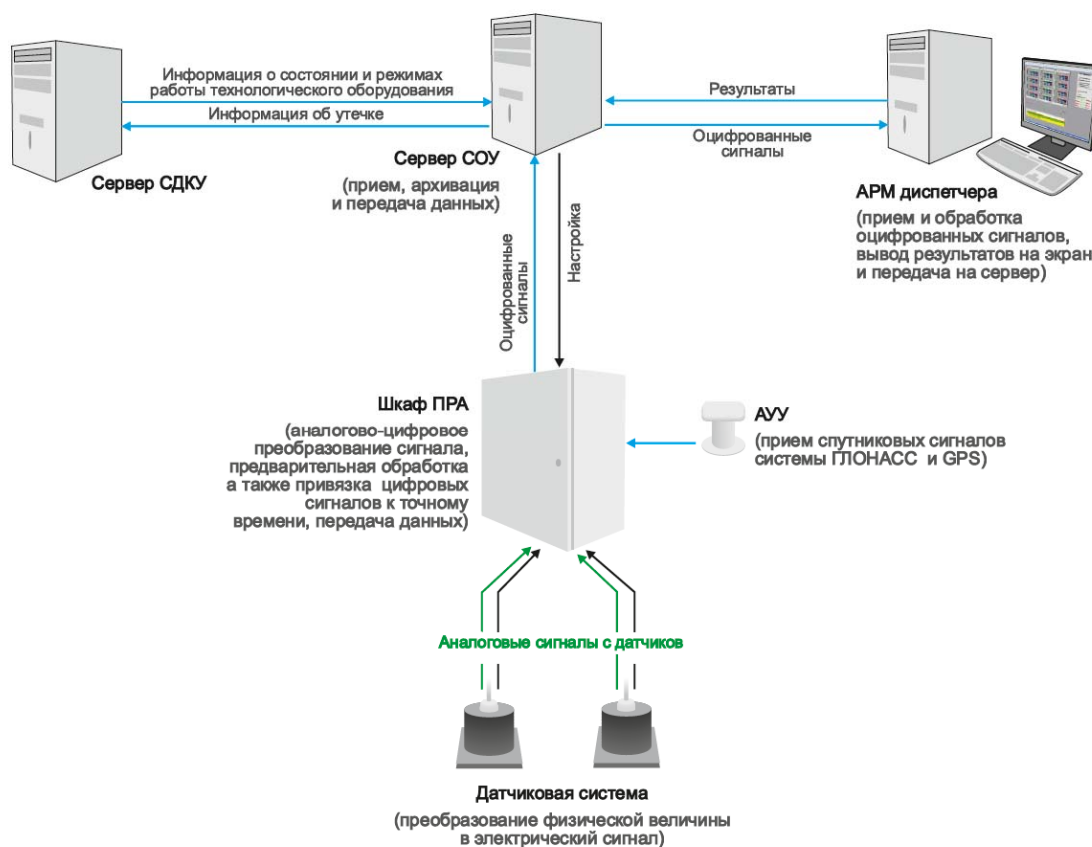 Информация о состоянии и режимах
работы технологического оборудования
Информация об утечке
Результаты
Оцифрованные
сигналы
Сервер СДКУ
Сервер СОУ
(прием, архивация
и передача данных)
АРМ диспетчера
(прием и обработка
оцифрованных сигналов,
вывод результатов на экран
и передача на сервер)
Оцифрованные
сигналы
Настройка
Шкаф ПРА
(аналогово-цифровое
преобразование сигнала,
предварительная обработка
а также привязка цифровых
сигналов к точному
времени, передача данных)
АУУ
(прием спутниковых сигналов
системы ГЛОНАСС и GPS)
Аналоговые сигналы с датчиков
Датчиковая система
(преобразование физической величины
в электрический сигнал)